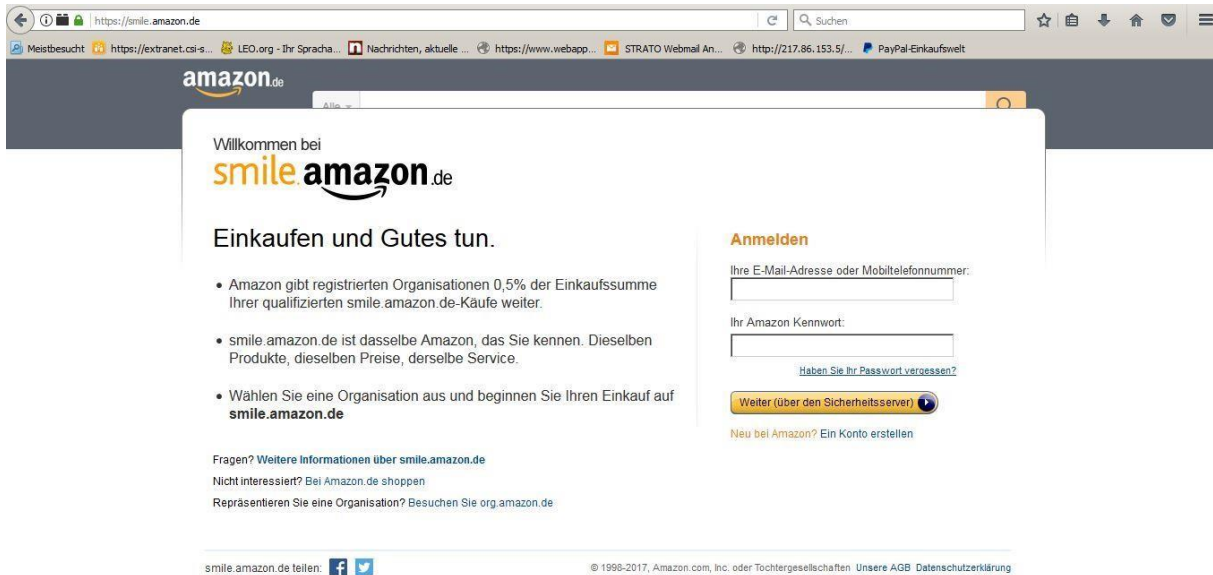 https://smile.amazon.de
Suchen
Meistbesucht https://extranet.csi-s... LEO.org - Ihr Spracha... Nachrichten, aktuelle ... https://www.webapp... STRATO Webmail An... http://217.86.153.5/... PayPal-Einkaufswelt
amazon.de
Alle
Willkommen bei
smile.amazon.de
Einkaufen und Gutes tun.
Amazon gibt registrierten Organisationen 0,5% der Einkaufssumme
Ihrer qualifizierten smile.amazon.de-Käufe weiter.
smile.amazon.de ist dasselbe Amazon, das Sie kennen. Dieselben
Produkte, dieselben Preise, derselbe Service.
Wählen Sie eine Organisation aus und beginnen Sie Ihren Einkauf auf
smile.amazon.de
Fragen? Weitere Informationen über smile.amazon.de
Nicht interessiert? Bei Amazon.de shoppen
Repräsentieren Sie eine Organisation? Besuchen Sie org.amazon.de
Anmelden
Ihre E-Mail-Adresse oder Mobiltelefonnummer:
Ihr Amazon Kennwort:
Haben Sie Ihr Passwort vergessen?
Weiter (über den Sicherheitsserver)
Neu bei Amazon? Ein Konto erstellen
smile.amazon.de teilen:
© 1998-2017, Amazon.com, Inc. oder Tochtergesellschaften Unsere AGB Datenschutzerklärung